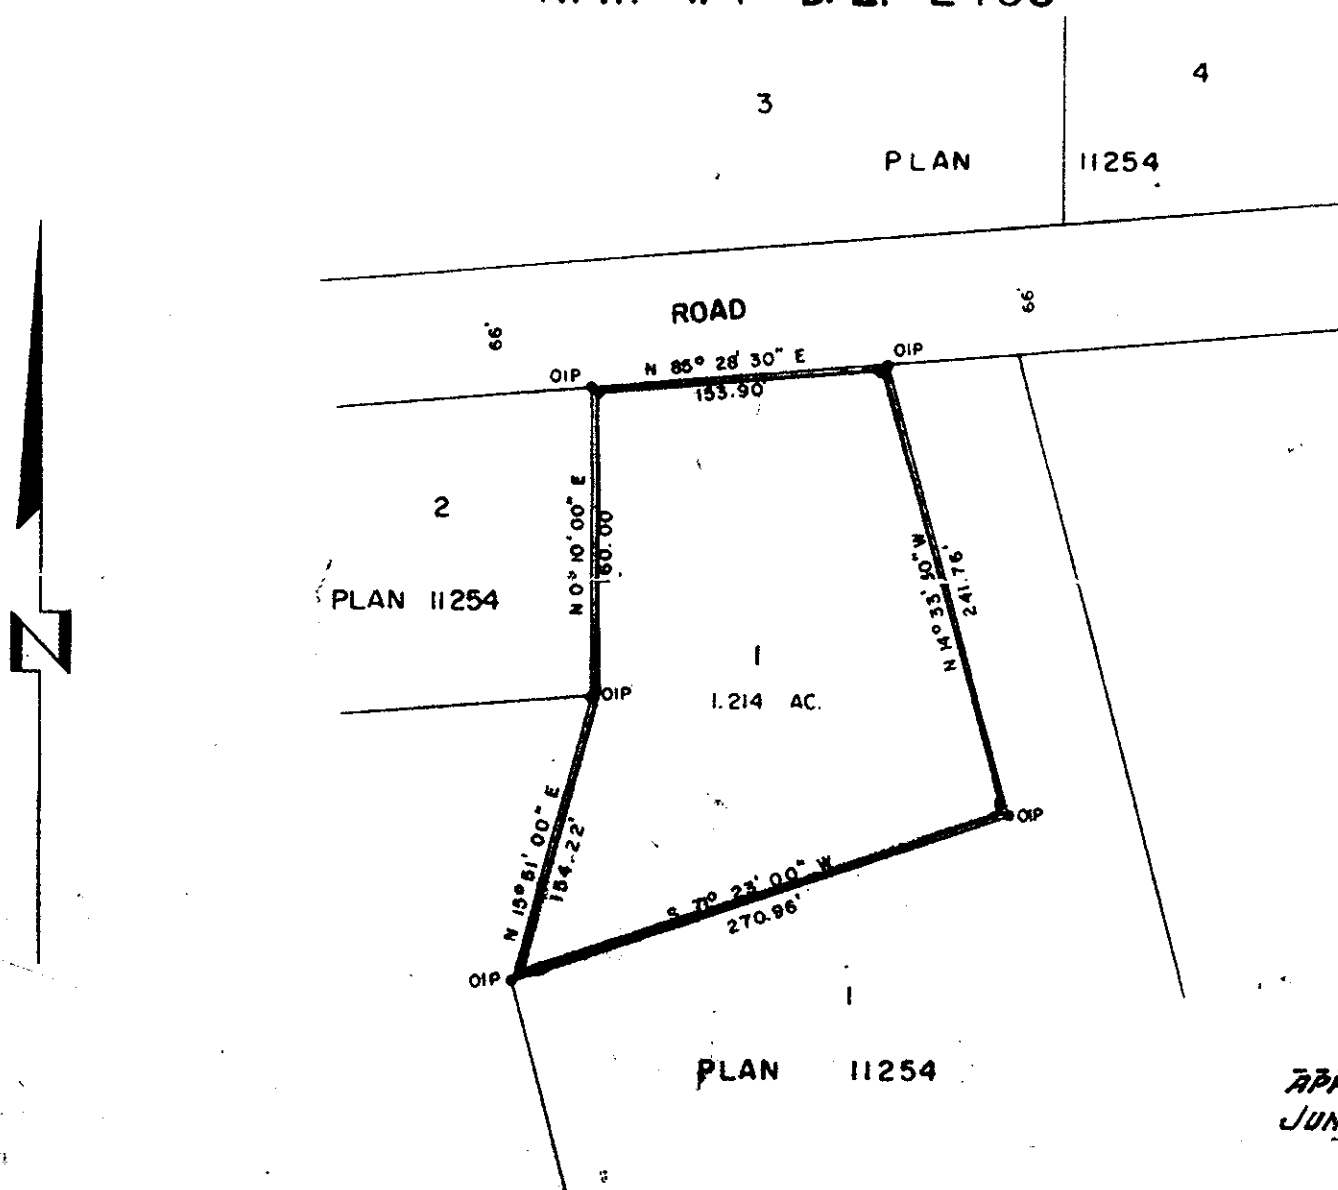 3
4
PLAN 11254
ROAD
66'
66'
OIP
N 85° 28' 30" E
OIP
153.90'
2
N 0° 10' 00" E
160.00
N 14° 33' 30" W
241.76'
PLAN 11254
1
OIP
1.214 AC.
N 15° 51' 00" E
154.22'
OIP
S 71° 23' 00" W
270.96'
OIP
1
PLAN 11254
N